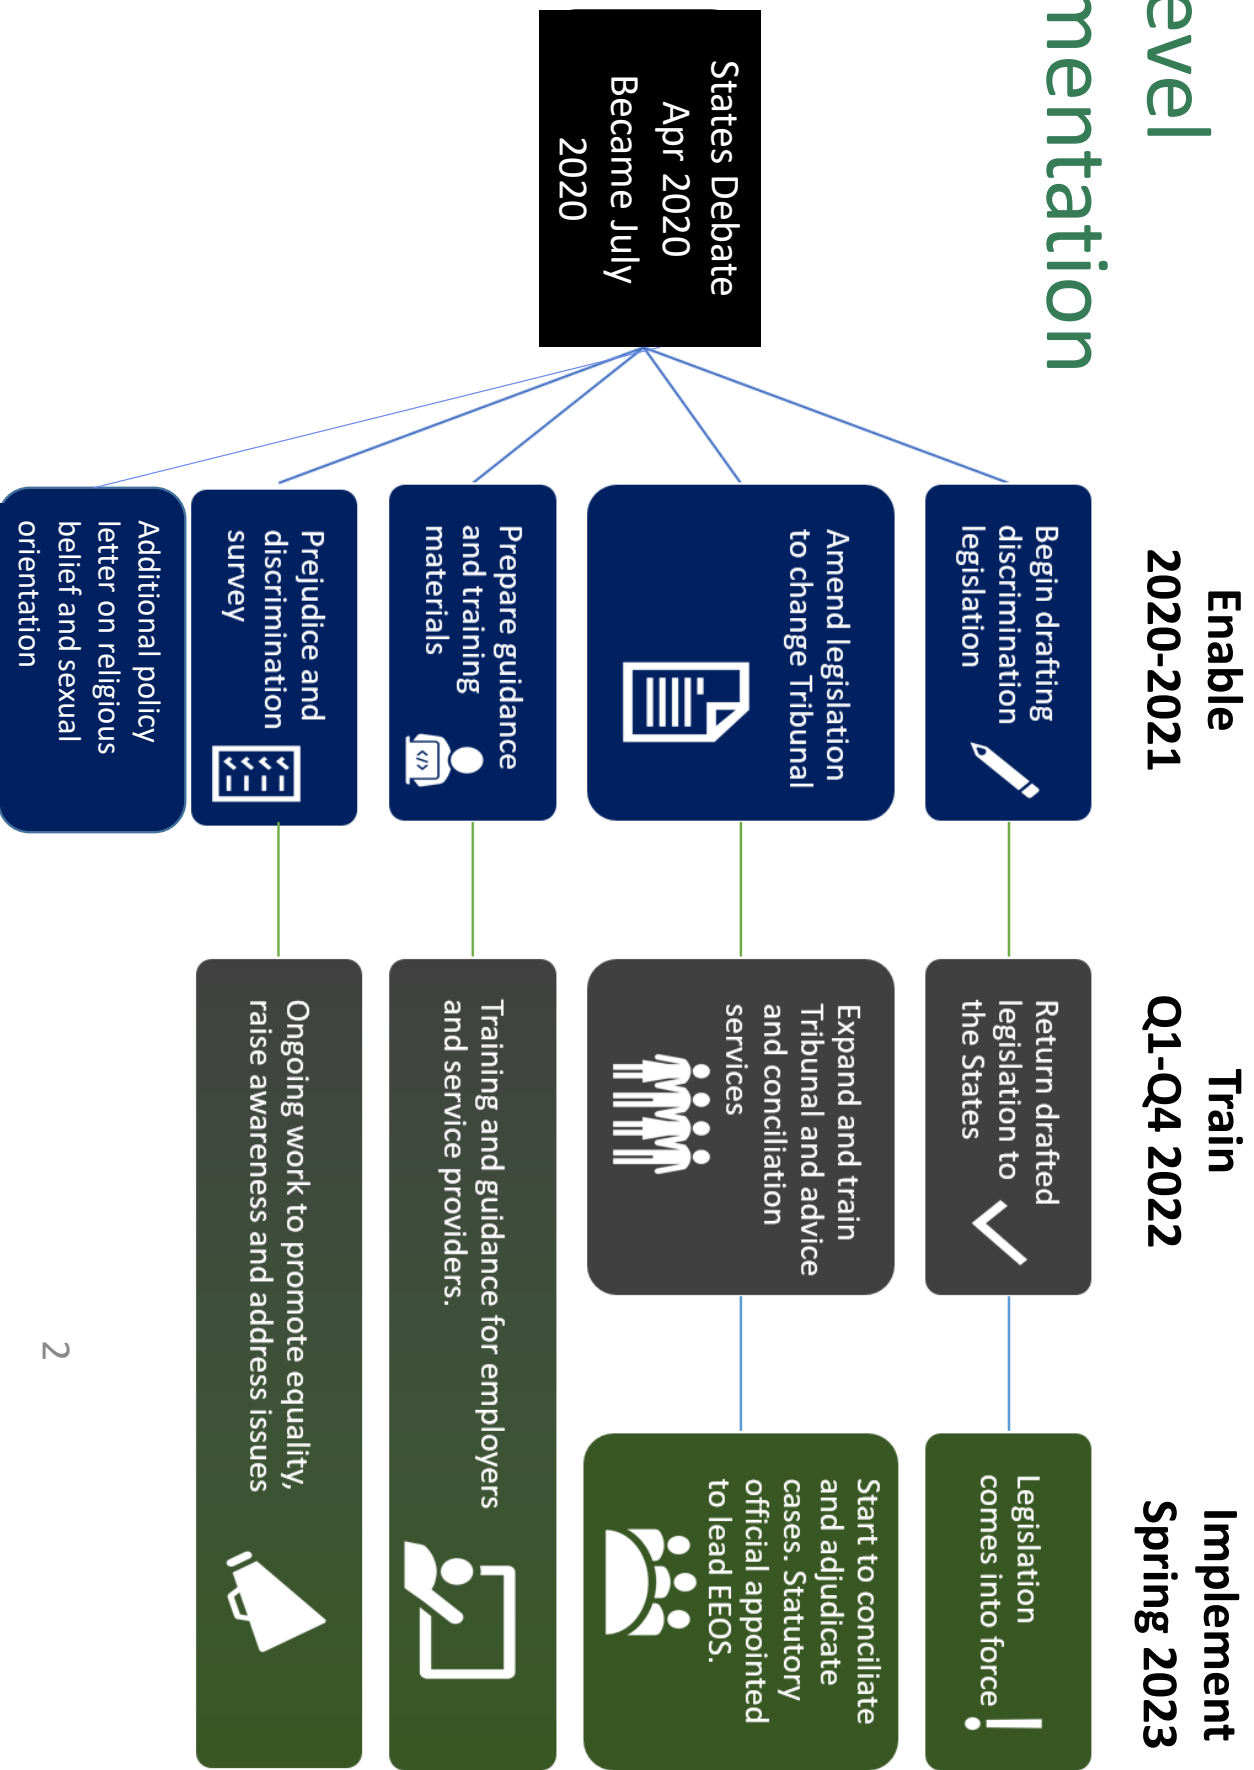 evel
mentation
Enable
2020-2021
Train
Q1-Q4 2022
Implement
Spring 2023
States Debate
Apr 2020
Became July
2020
Begin drafting
discrimination
legislation
Return drafted
legislation to
the States
Legislation
comes into force
Amend legislation
to change Tribunal
Expand and train
Tribunal and advice
and conciliation
services
Start to conciliate
and adjudicate
cases. Statutory
official appointed
to lead EEOS.
Prepare guidance
and training
materials
Training and guidance for employers
and service providers.
Prejudice and
discrimination
survey
Ongoing work to promote equality,
raise awareness and address issues
Additional policy
letter on religious
belief and sexual
orientation
2